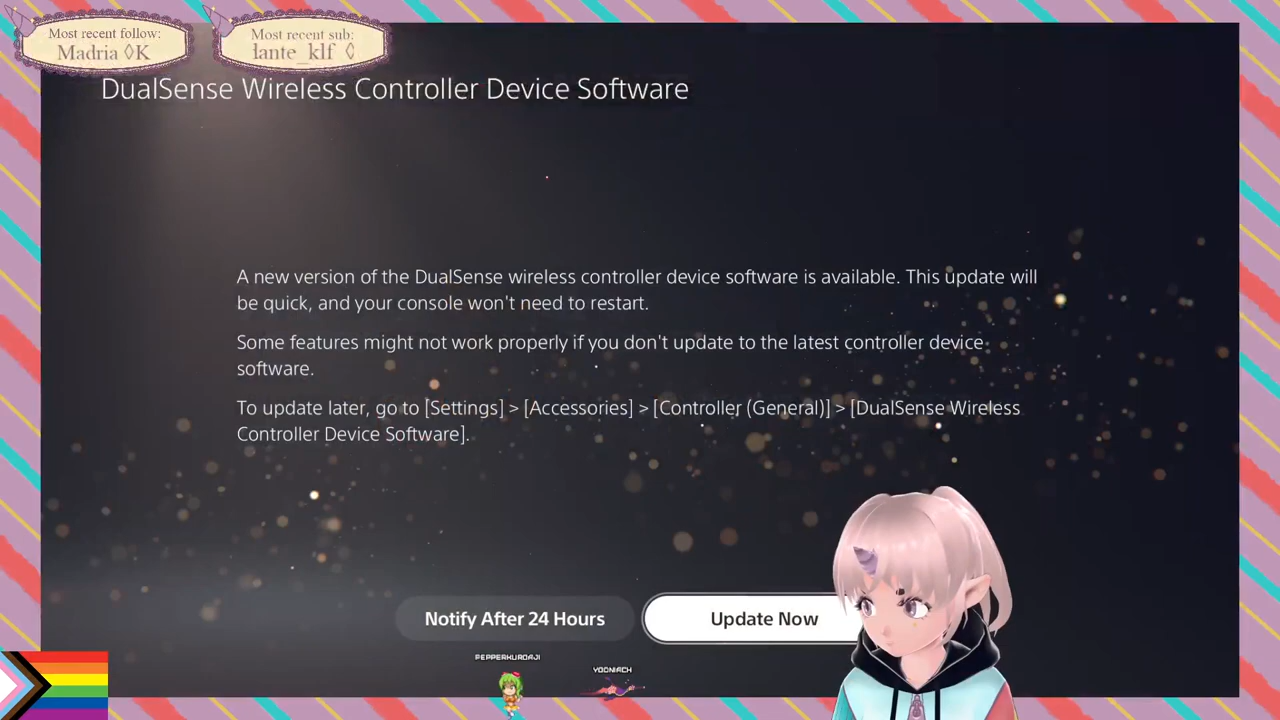 Most recent follow:
Madria ◊K
Most recent sub:
lante_klf ◊
DualSense Wireless Controller Device Software
A new version of the DualSense wireless controller device software is available. This update will
be quick, and your console won't need to restart.
Some features might not work properly if you don't update to the latest controller device
software.
To update later, go to [Settings] > [Accessories] > [Controller (General)] > [DualSense Wireless
Controller Device Software].
Notify After 24 Hours
Update Now
PEPPERKUROAJI
YOONIACH